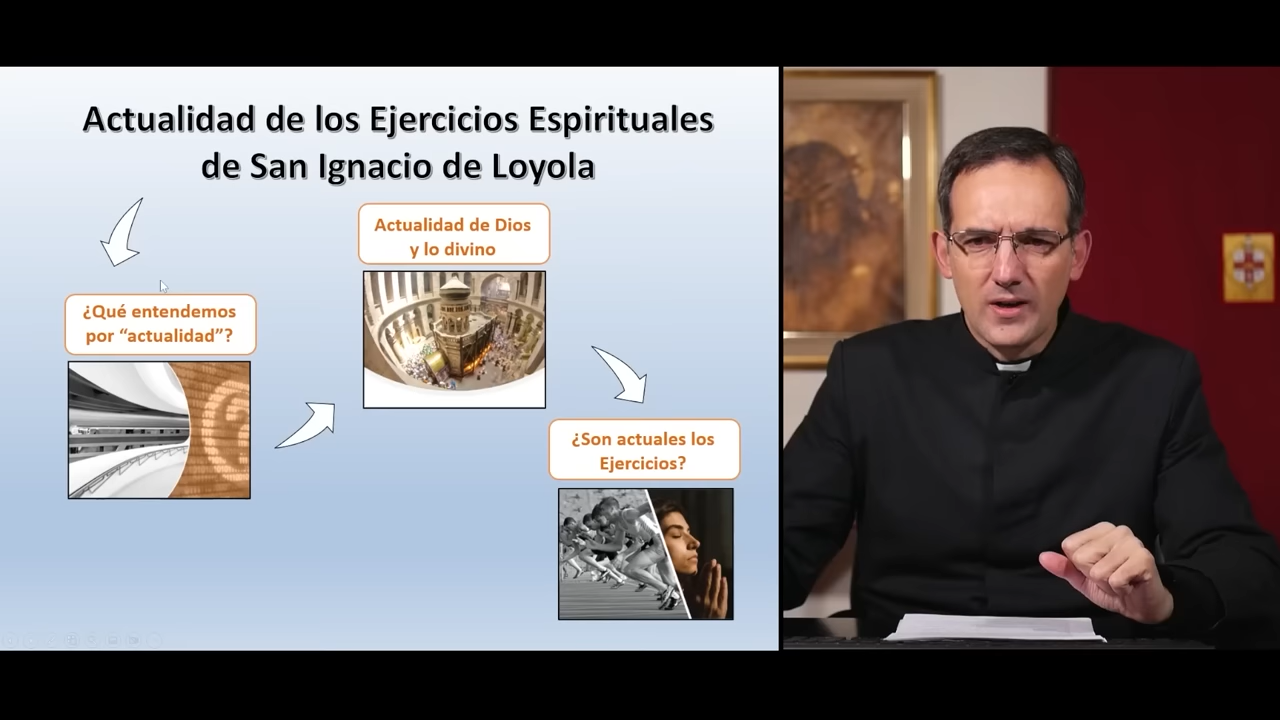 Actualidad de los Ejercicios Espirituales
de San Ignacio de Loyola
¿Qué entendemos
por “actualidad”?
Actualidad de Dios
y lo divino
¿Son actuales los
Ejercicios?